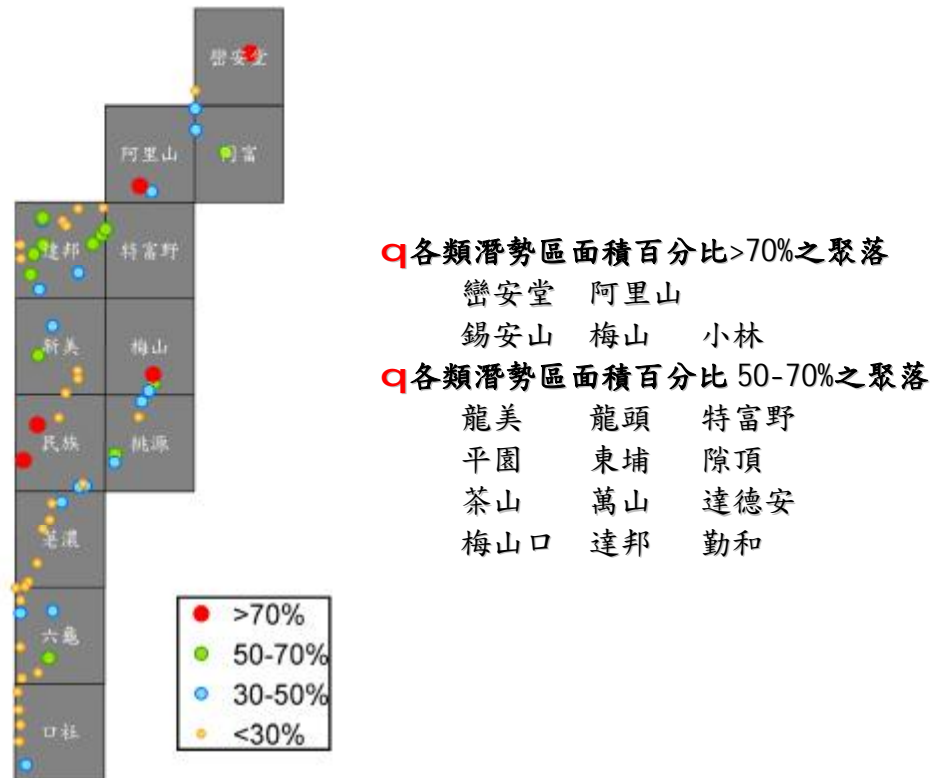 巒安堂
阿里山
同富
達邦
特富野
新美
梅山
民族
桃源
荖濃
六龜
口社
>70%
50-70%
30-50%
<30%
q各類潛勢區面積百分比>70%之聚落
巒安堂 阿里山
錫安山 梅山 小林
q各類潛勢區面積百分比 50-70%之聚落
龍美 龍頭 特富野
平園 東埔 隙頂
茶山 萬山 達德安
梅山口 達邦 勤和